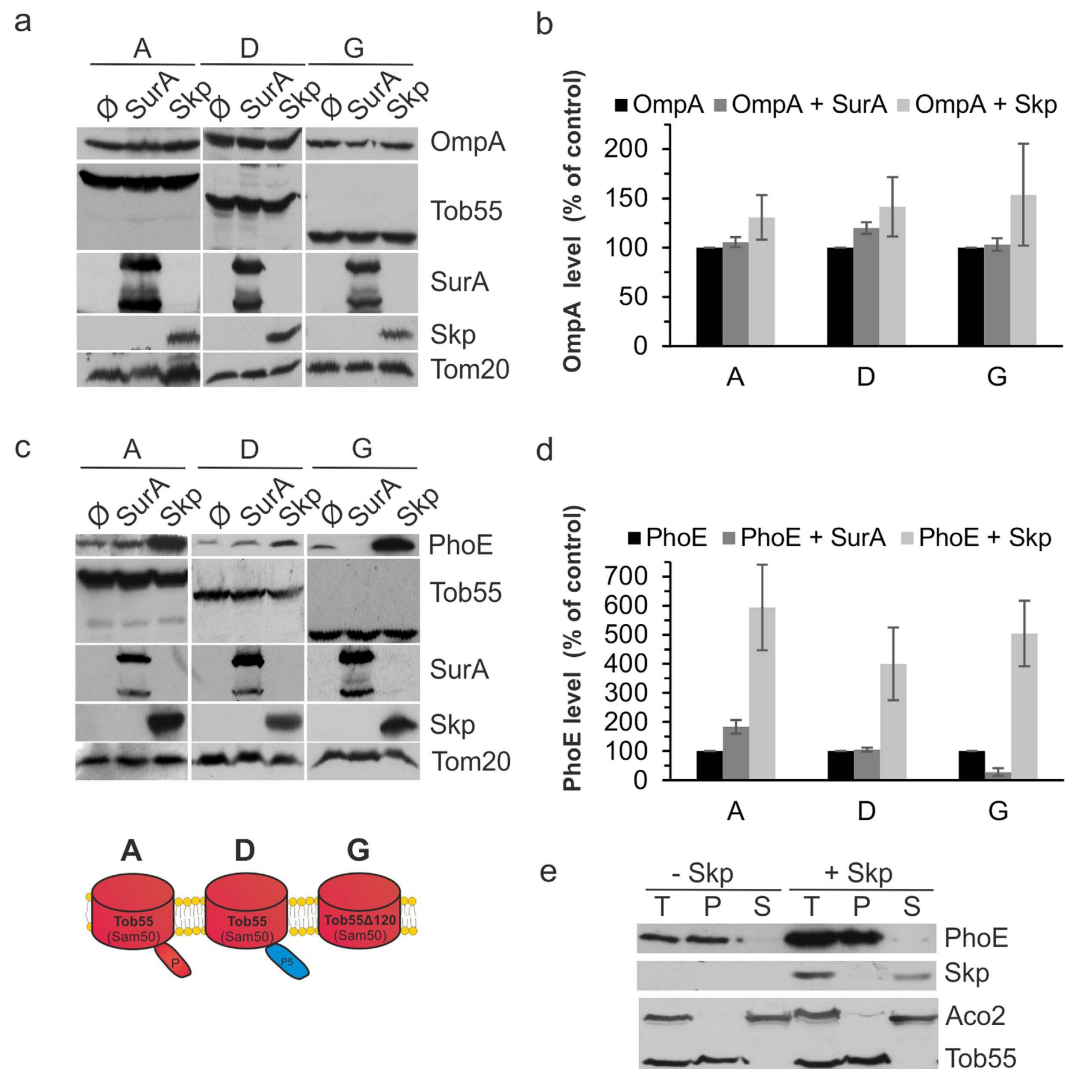 a
A D G
Ø SurA Skp Ø SurA Skp Ø SurA Skp
OmpA
Tob55
SurA
Skp
Tom20
b
OmpA OmpA + SurA OmpA + Skp
OmpA level (% of control)
200
150
100
50
0
A D G
c
A D G
Ø SurA Skp Ø SurA Skp Ø SurA Skp
PhoE
Tob55
SurA
Skp
Tom20
d
PhoE PhoE + SurA PhoE + Skp
PhoE level (% of control)
700
600
500
400
300
200
100
0
A D G
A D G
Tob55 Tob55 Tob55Δ120
(Sam50) (Sam50) (Sam50)
P P5
e
- Skp + Skp
T P S T P S
PhoE
Skp
Aco2
Tob55